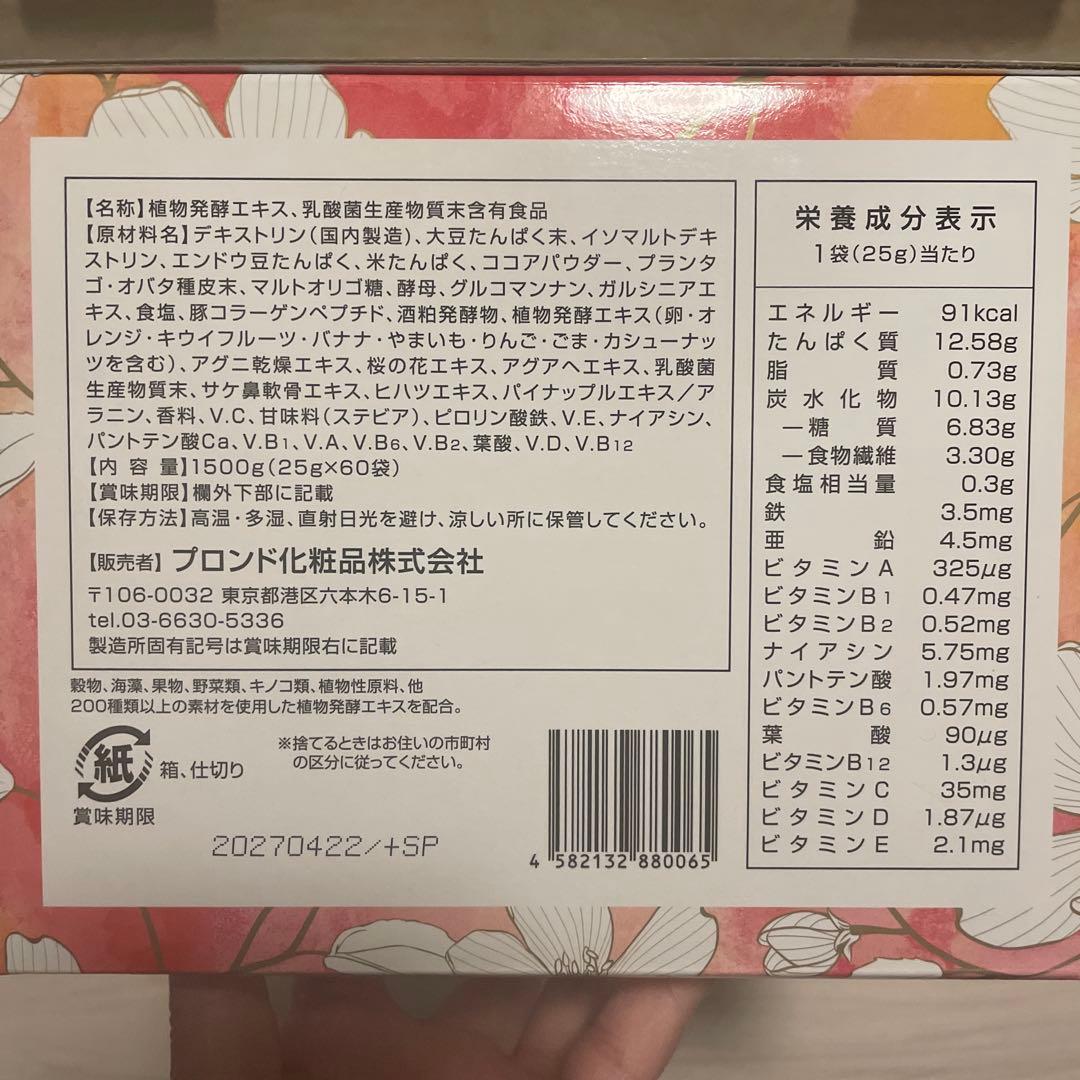 【名称】植物発酵エキス、乳酸菌生産物質末含有食品
【原材料名】デキストリン(国内製造)、大豆たんぱく末、イソマルトデキ
ストリン、エンドウ豆たんぱく、米たんぱく、ココアパウダー、プランタ
ゴ・オバタ種皮末、マルトオリゴ糖、酵母、グルコマンナン、ガルシニアエ
キス、食塩、豚コラーゲンペプチド、酒粕発酵物、植物発酵エキス(卵・オ
レンジ・キウイフルーツ・バナナ・やまいも・りんご・ごま・カシューナッ
ツを含む)、アグニ乾燥エキス、桜の花エキス、アグアヘエキス、乳酸菌
生産物質末、サケ鼻軟骨エキス、ヒハツエキス、パイナップルエキス／ア
ラニン、香料、V.C、甘味料(ステビア)、ピロリン酸鉄、V.E、ナイアシン、
パントテン酸Ca、V.B1、V.A、V.B6、V.B2、葉酸、V.D、V.B12
【内 容 量】1500g(25g×60袋)
【賞味期限】欄外下部に記載
【保存方法】高温・多湿、直射日光を避け、涼しい所に保管してください。
【販売者】プロンド化粧品株式会社
〒106-0032 東京都港区六本木6-15-1
tel.03-6630-5336
製造所固有記号は賞味期限右に記載
穀物、海藻、果物、野菜類、キノコ類、植物性原料、他
200種類以上の素材を使用した植物発酵エキスを配合。
紙 箱、仕切り
※捨てるときはお住いの市町村
の区分に従ってください。
賞味期限
20270422/+SP
4 582132 880065
栄養成分表示
1袋(25g)当たり
エネルギー 91kcal
たんぱく質 12.58g
脂質 0.73g
炭水化物 10.13g
―糖質 6.83g
―食物繊維 3.30g
食塩相当量 0.3g
鉄 3.5mg
亜鉛 4.5mg
ビタミンA 325μg
ビタミンB1 0.47mg
ビタミンB2 0.52mg
ナイアシン 5.75mg
パントテン酸 1.97mg
ビタミンB6 0.57mg
葉酸 90μg
ビタミンB12 1.3μg
ビタミンC 35mg
ビタミンD 1.87μg
ビタミンE 2.1mg